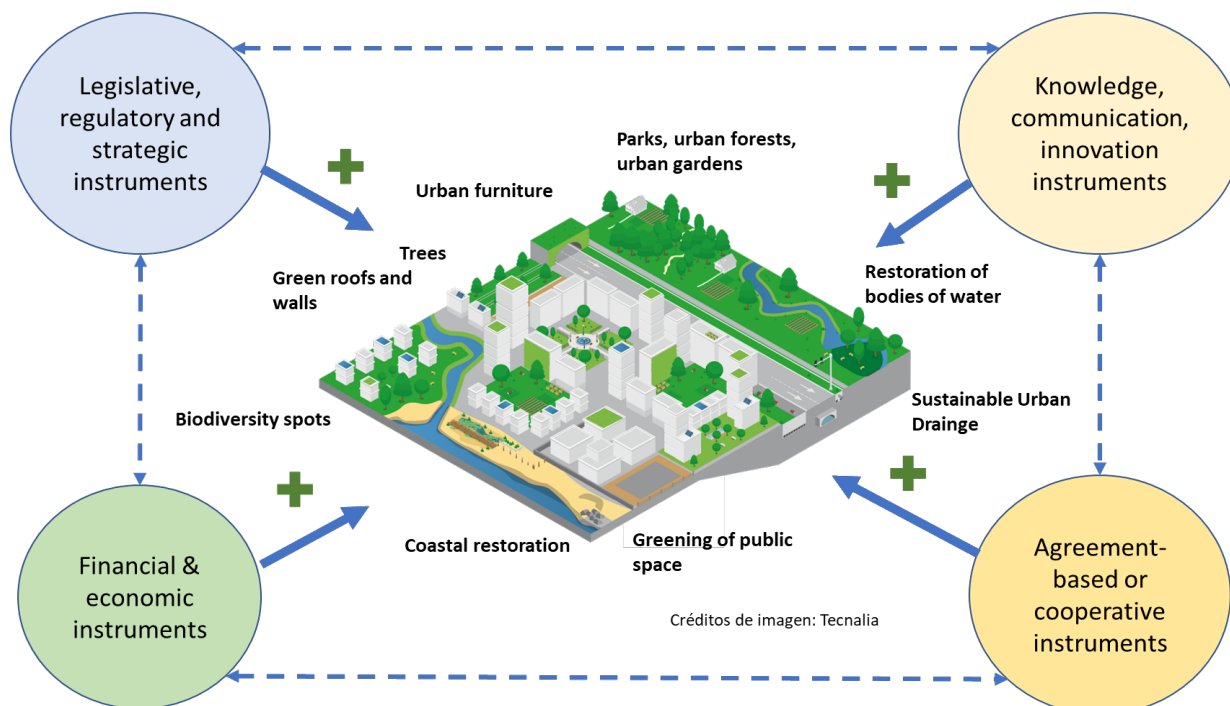 Legislative,
regulatory and
strategic
instruments
Knowledge,
communication,
innovation
instruments
Parks, urban forests,
urban gardens
Urban furniture
Trees
Green roofs and
walls
Restoration of
bodies of water
Biodiversity spots
Sustainable Urban
Drainge
Coastal restoration
Greening of public
space
Financial &
economic
instruments
Agreement-
based or
cooperative
instruments
Créditos de imagen: Tecnalia